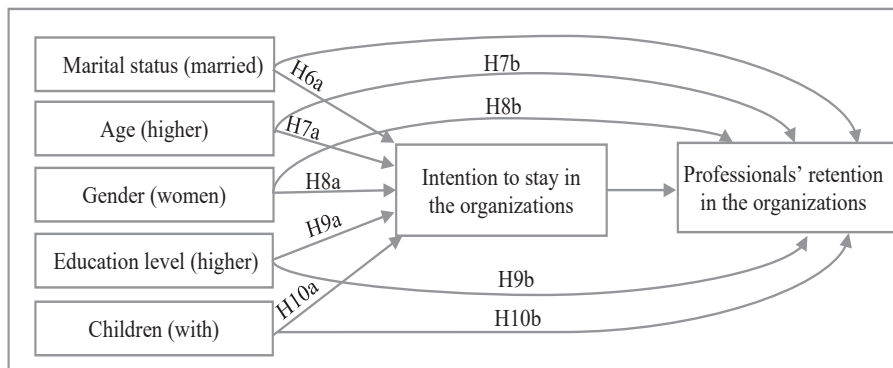 Marital status (married)
Age (higher)
Gender (women)
Education level (higher)
Children (with)
H6a
H7a
H8a
H9a
H10a
H7b
H8b
H9b
H10b
Intention to stay in
the organizations
Professionals’ retention
in the organizations